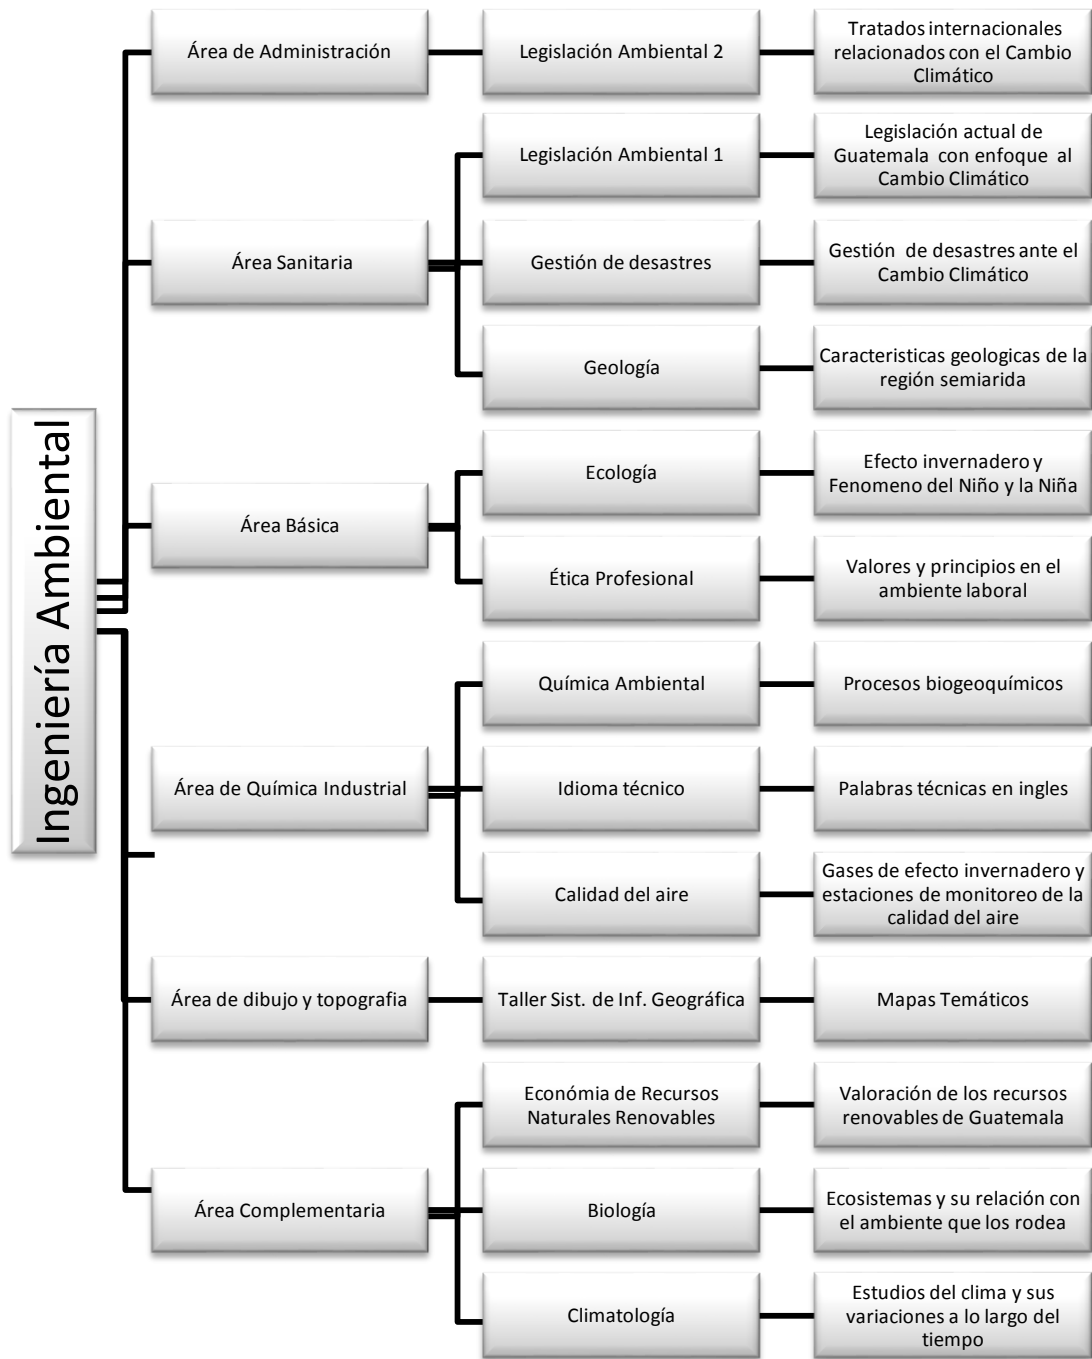 Ingeniería Ambiental
Área de Administración
Legislación Ambiental 2
Tratados internacionales
relacionados con el Cambio
Climático
Área Sanitaria
Legislación Ambiental 1
Legislación actual de
Guatemala con enfoque al
Cambio Climático
Gestión de desastres
Gestión de desastres ante el
Cambio Climático
Geología
Caracteristicas geologicas de la
región semiarida
Área Básica
Ecología
Efecto invernadero y
Fenomeno del Niño y la Niña
Ética Profesional
Valores y principios en el
ambiente laboral
Área de Química Industrial
Química Ambiental
Procesos biogeoquímicos
Idioma técnico
Palabras técnicas en ingles
Calidad del aire
Gases de efecto invernadero y
estaciones de monitoreo de la
calidad del aire
Área de dibujo y topografia
Taller Sist. de Inf. Geográfica
Mapas Temáticos
Área Complementaria
Económia de Recursos
Naturales Renovables
Valoración de los recursos
renovables de Guatemala
Biología
Ecosistemas y su relación con
el ambiente que los rodea
Climatología
Estudios del clima y sus
variaciones a lo largo del
tiempo